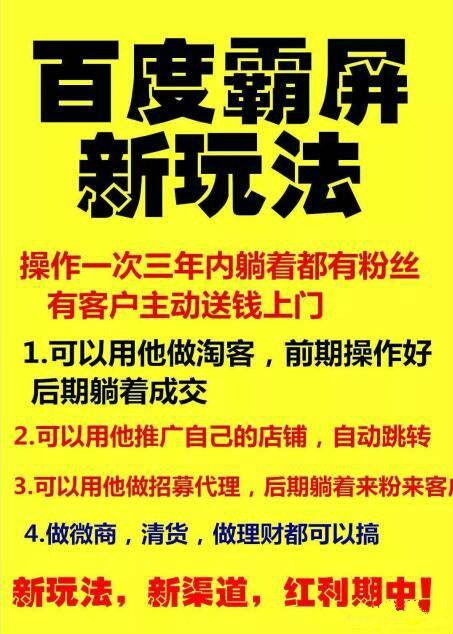 百度霸屏
新玩法
操作一次三年内躺着都有粉丝
有客户主动送钱上门
1.可以用他做淘客，前期操作好
后期躺着成交
2.可以用他推广自己的店铺，自动跳转
3.可以用他做招募代理，后期躺着来粉来客户
4.做微商，清货，做理财都可以搞
新玩法，新渠道，红利期中！